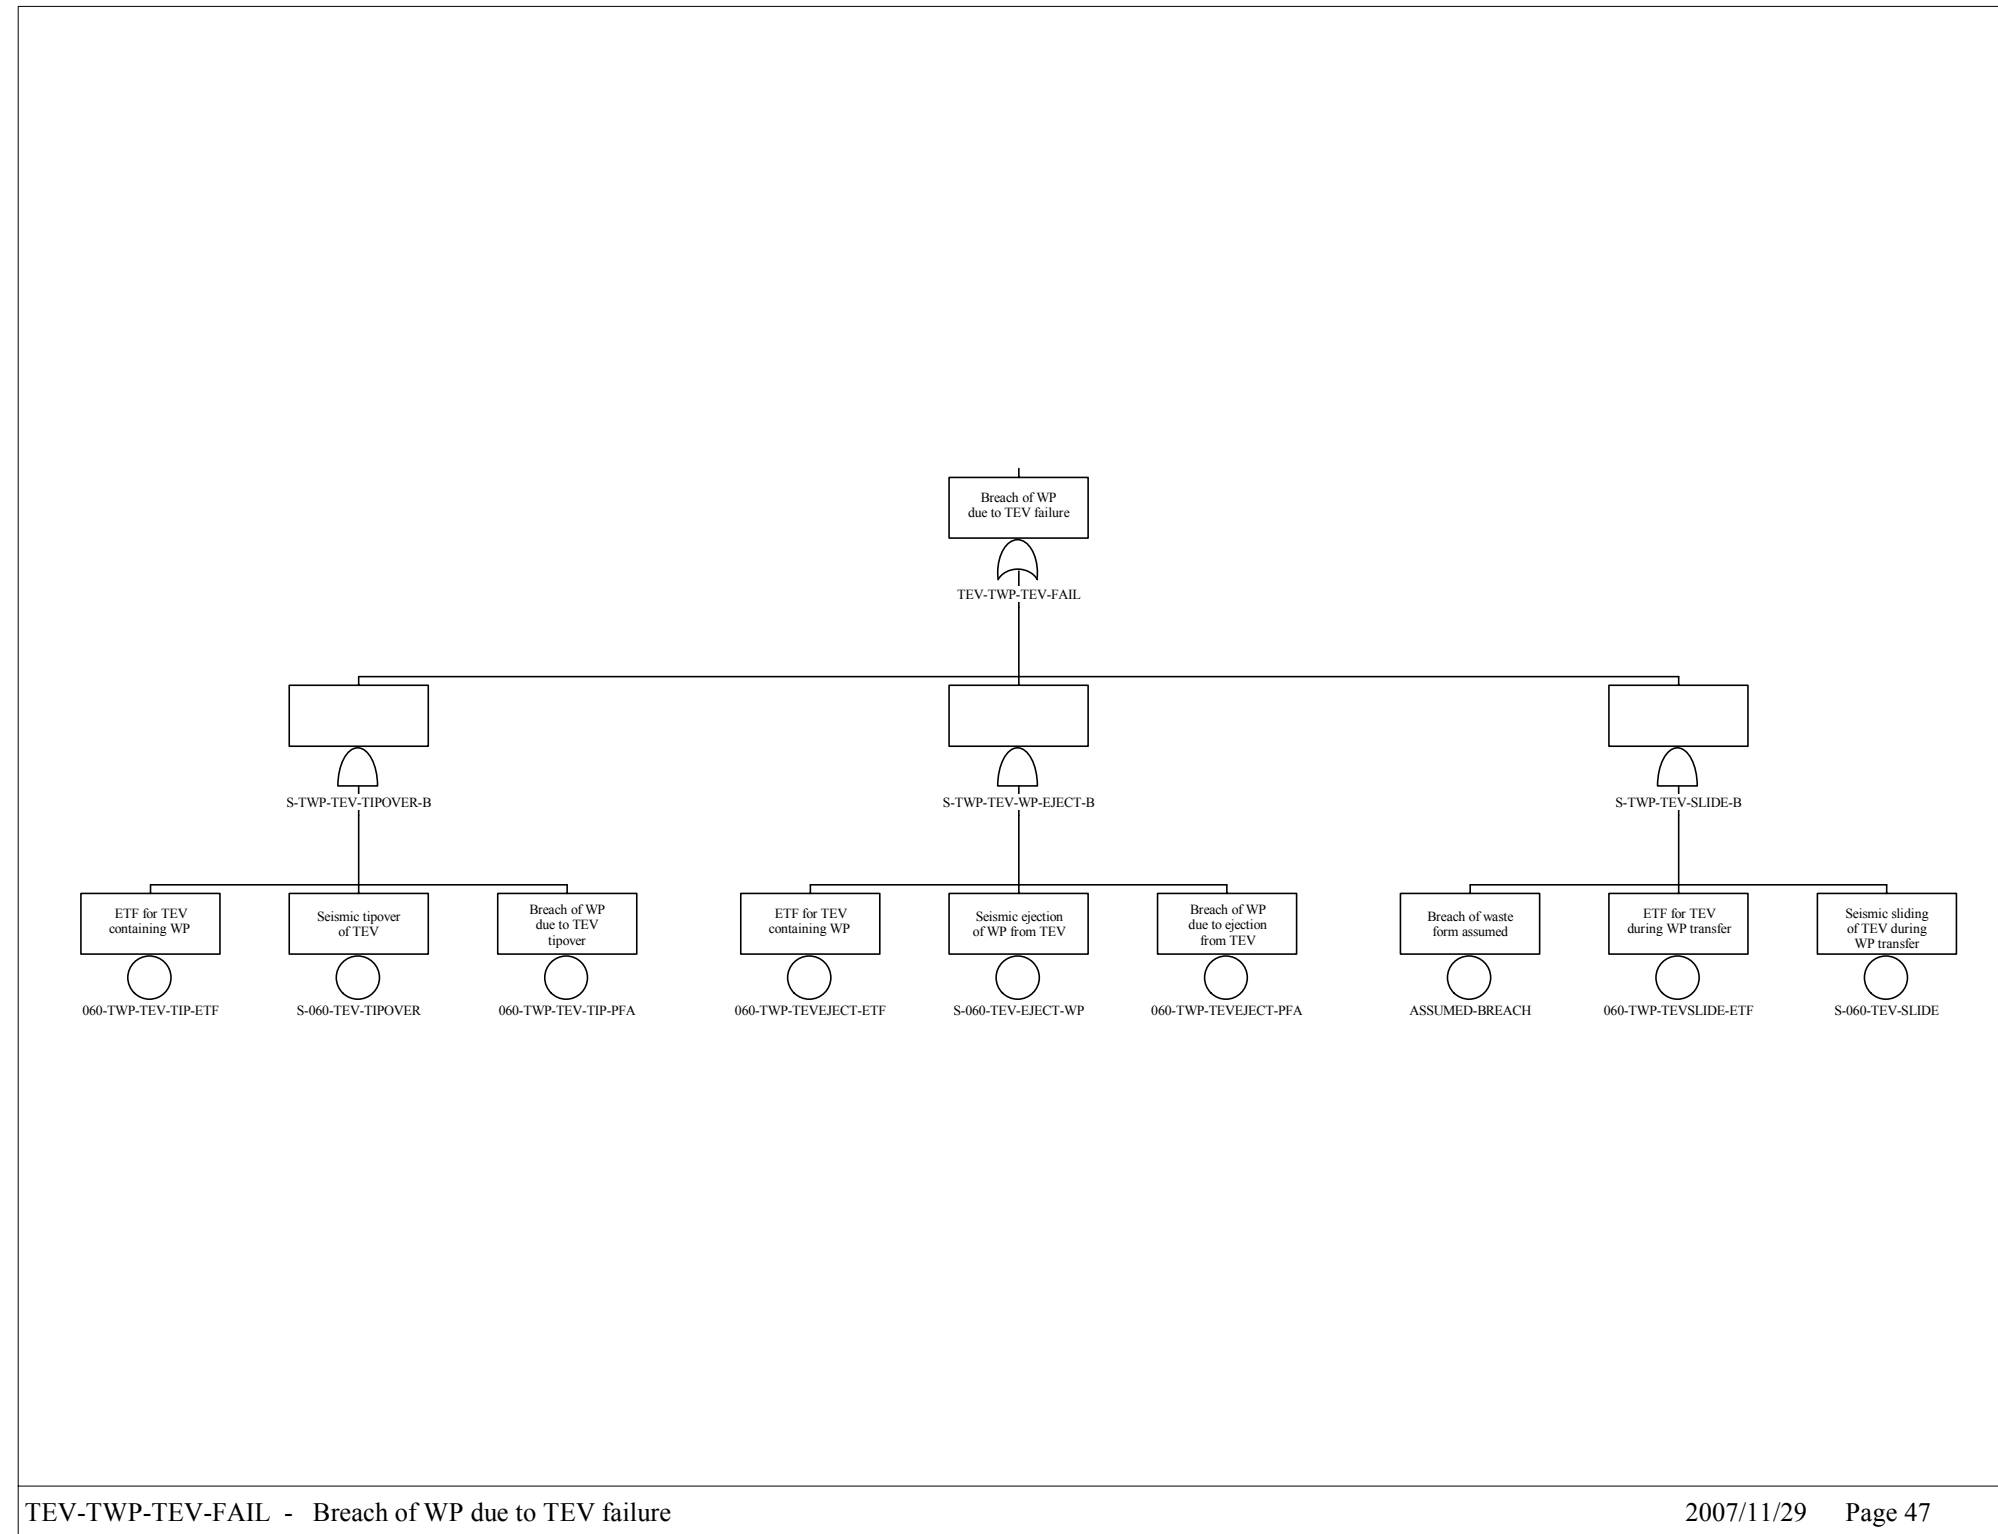 Breach of WP
due to TEV failure
TEV-TWP-TEV-FAIL
S-TWP-TEV-TIPOVER-B
S-TWP-TEV-WP-EJECT-B
S-TWP-TEV-SLIDE-B
ETF for TEV
containing WP
060-TWP-TEV-TIP-ETF
Seismic tipover
of TEV
S-060-TEV-TIPOVER
Breach of WP
due to TEV
tipover
060-TWP-TEV-TIP-PFA
ETF for TEV
containing WP
060-TWP-TEVEJECT-ETF
Seismic ejection
of WP from TEV
S-060-TEV-EJECT-WP
Breach of WP
due to ejection
from TEV
060-TWP-TEVEJECT-PFA
Breach of waste
form assumed
ASSUMED-BREACH
ETF for TEV
during WP transfer
060-TWP-TEVSLIDE-ETF
Seismic sliding
of TEV during
WP transfer
S-060-TEV-SLIDE
TEV-TWP-TEV-FAIL - Breach of WP due to TEV failure
2007/11/29 Page 47